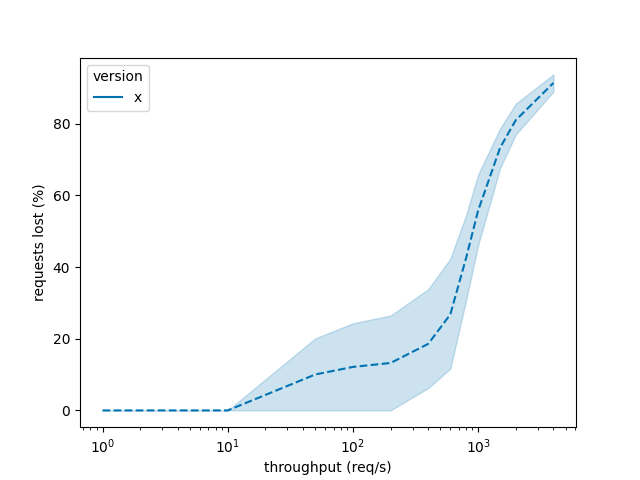 version
x
80
60
40
20
0
requests lost (%)
10⁰
10¹
10²
10³
throughput (req/s)